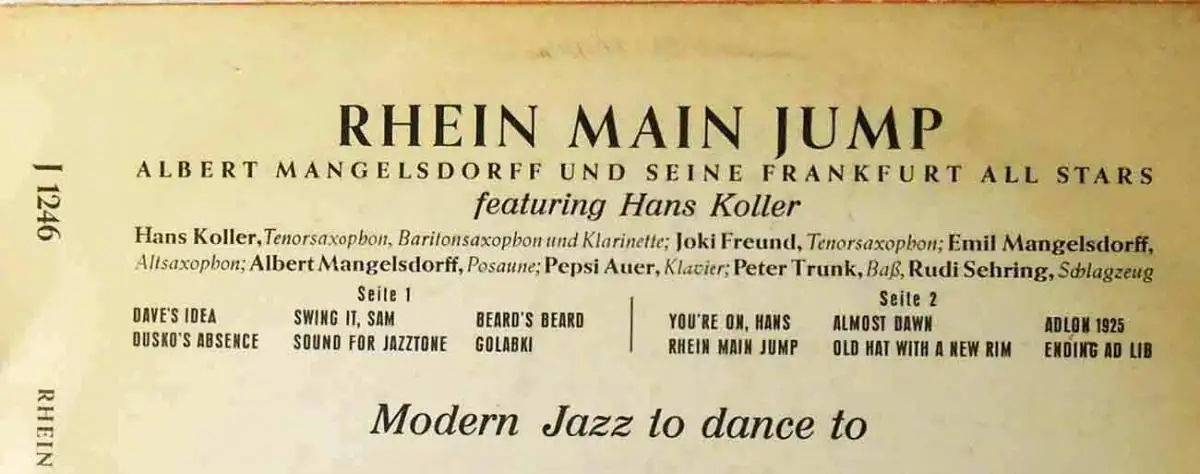 RHEIN MAIN JUMP
ALBERT MANGELSDORFF UND SEINE FRANKFURT ALL STARS
featuring Hans Koller
Hans Koller, Tenorsaxophon, Baritonsaxophon und Klarinette; Joki Freund, Tenorsaxophon; Emil Mangelsdorff,
Altsaxophon; Albert Mangelsdorff, Posaune; Pepsi Auer, Klavier; Peter Trunk, Baß, Rudi Sehring, Schlagzeug
Seite 1
DAVE'S IDEA SWING IT, SAM BEARD'S BEARD
DUSKO'S ABSENCE SOUND FOR JAZZTONE GOLABKI
Seite 2
YOU'RE ON, HANS ALMOST DAWN ADLON 1925
RHEIN MAIN JUMP OLD HAT WITH A NEW RIM ENDING AD LIB
Modern Jazz to dance to
J 1246
RHEIN